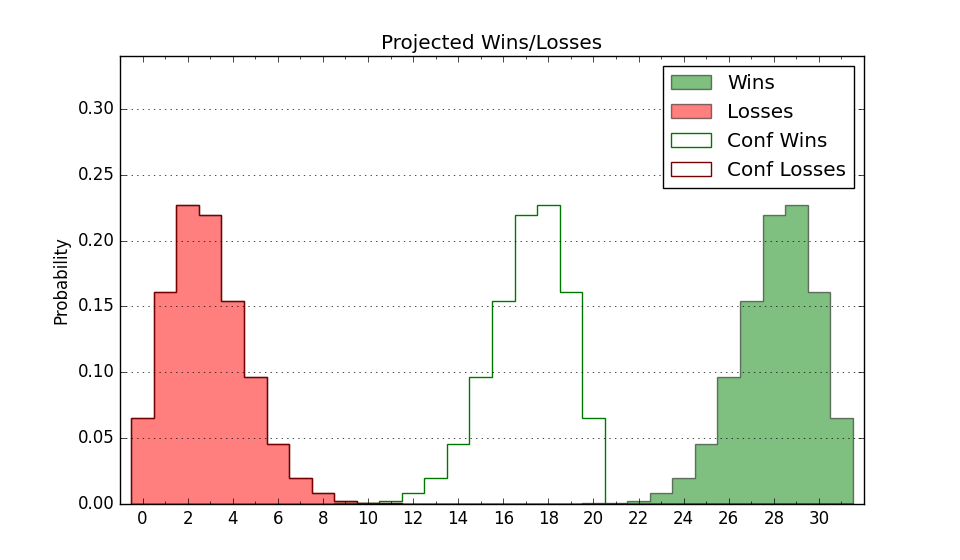 Projected Wins/Losses
Wins
Losses
Conf Wins
Conf Losses
Probability
0.30
0.25
0.20
0.15
0.10
0.05
0.00
0 2 4 6 8 10 12 14 16 18 20 22 24 26 28 30